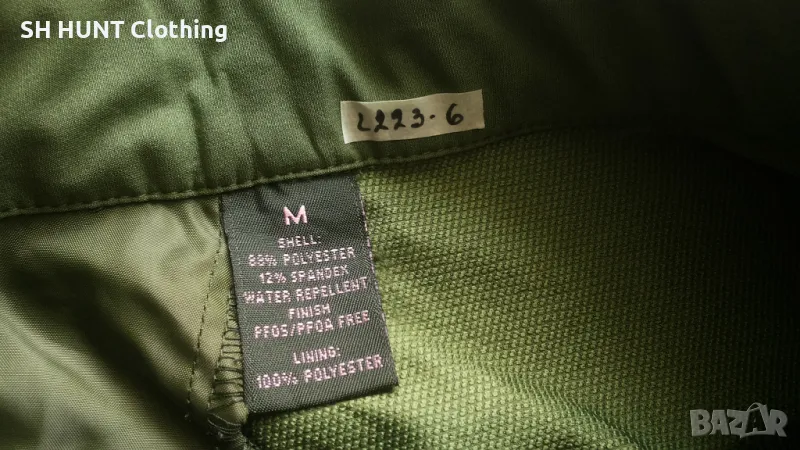 SH HUNT Clothing
L223-6
M
SHELL:
88% POLYESTER
12% SPANDEX
WATER REPELLENT
FINISH
PFOS/PFOA FREE
LINING:
100% POLYESTER
BAZAR